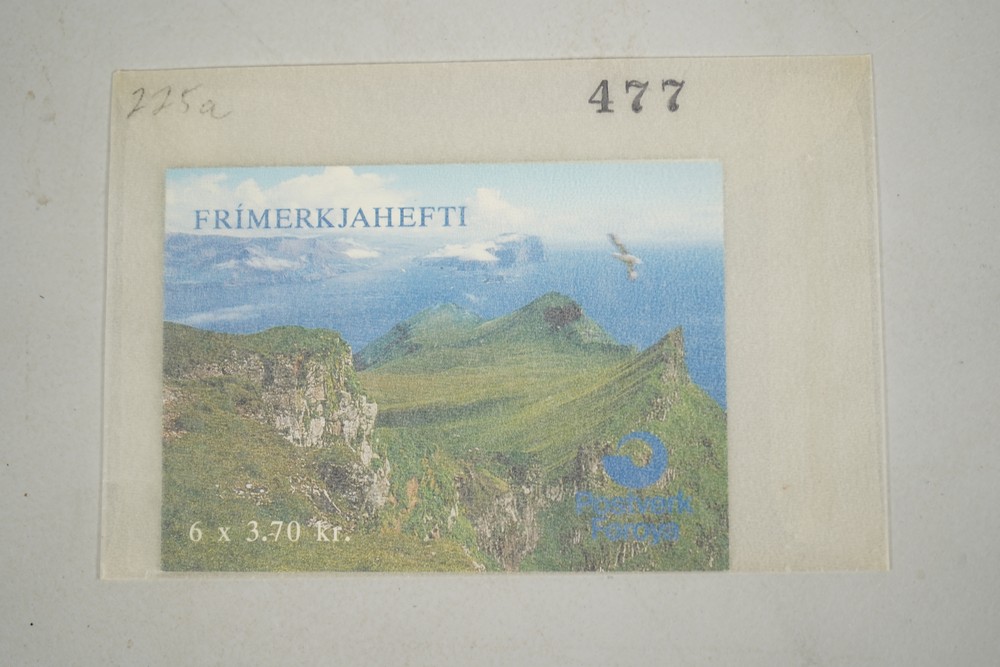 225a
477
FRÍMERKJAHEFTI
Postverk
Føroya
6 x 3.70 kr.